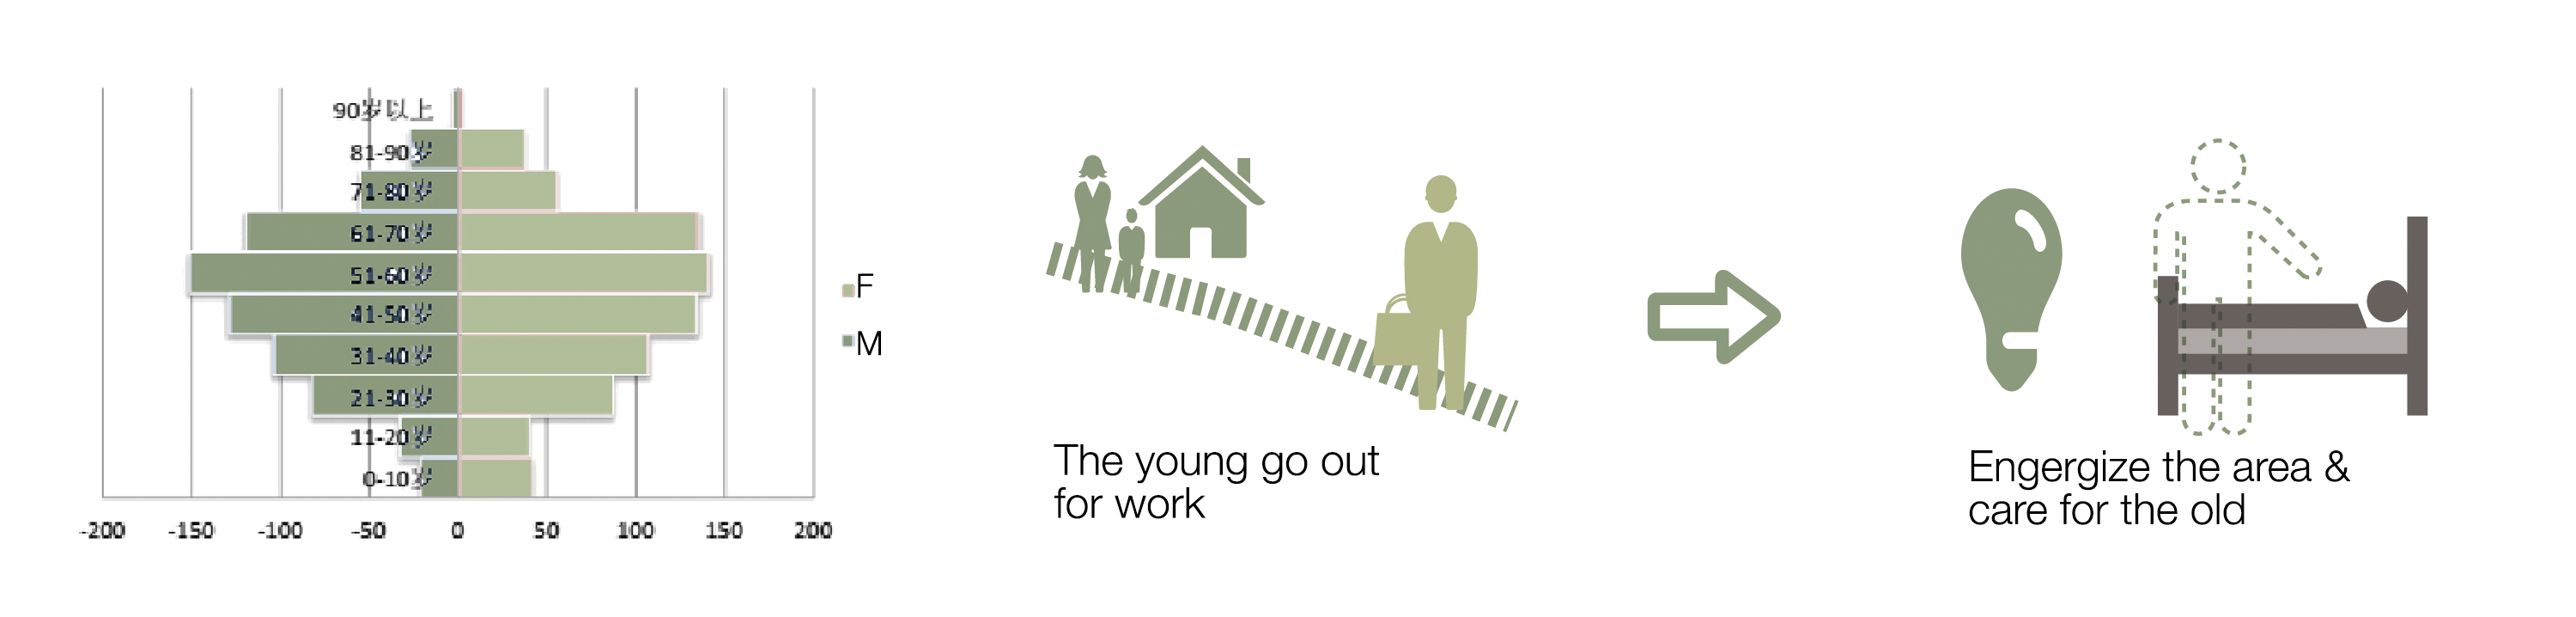 90岁以上
81-90岁
71-80岁
61-70岁
51-60岁
41-50岁
31-40岁
21-30岁
11-20岁
0-10岁
-200 -150 -100 -50 0 50 100 150 200
F
M
The young go out
for work
Engergize the area &
care for the old